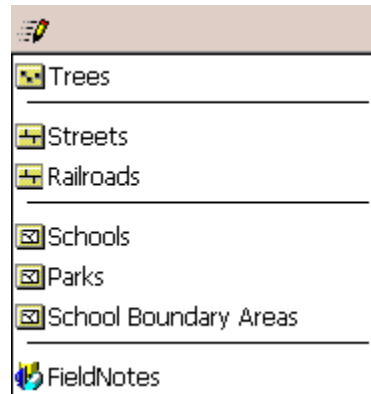 Trees
Streets
Railroads
Schools
Parks
School Boundary Areas
FieldNotes